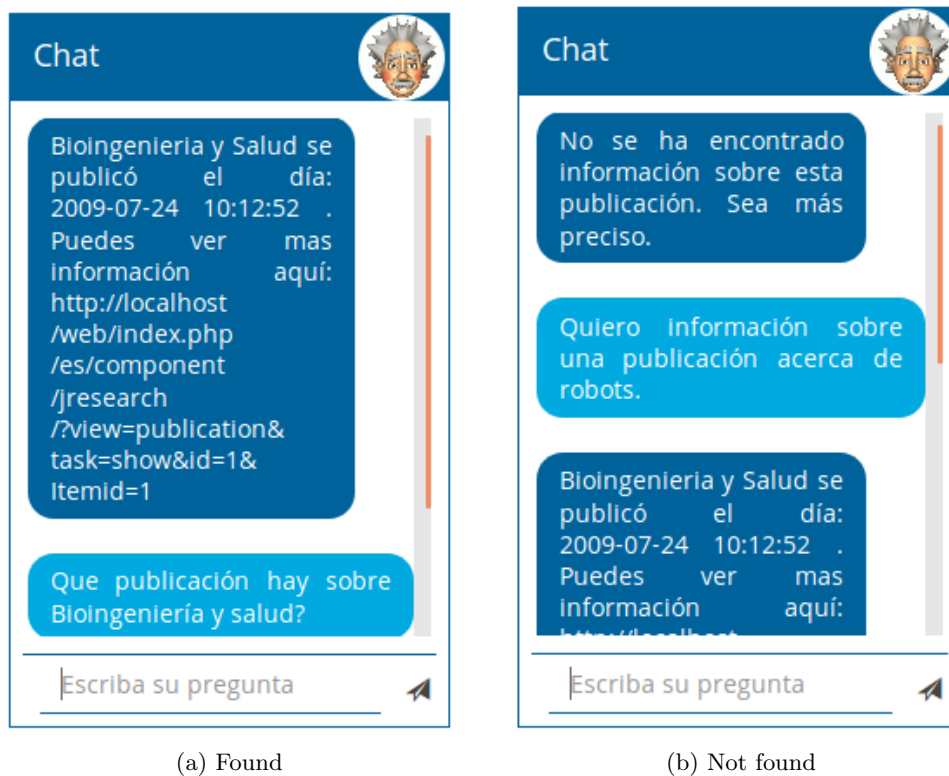 Chat
Bioingenieria y Salud se
publicó el día:
2009-07-24 10:12:52 .
Puedes ver mas
información aquí:
http://localhost
/web/index.php
/es/component
/jresearch
/?view=publication&
task=show&id=1&
Itemid=1
Que publicación hay sobre
Bioingeniería y salud?
Escriba su pregunta
(a) Found
Chat
No se ha encontrado
información sobre esta
publicación. Sea más
preciso.
Quiero información sobre
una publicación acerca de
robots.
Bioingenieria y Salud se
publicó el día:
2009-07-24 10:12:52 .
Puedes ver mas
información aquí:
http://localhost
Escriba su pregunta
(b) Not found